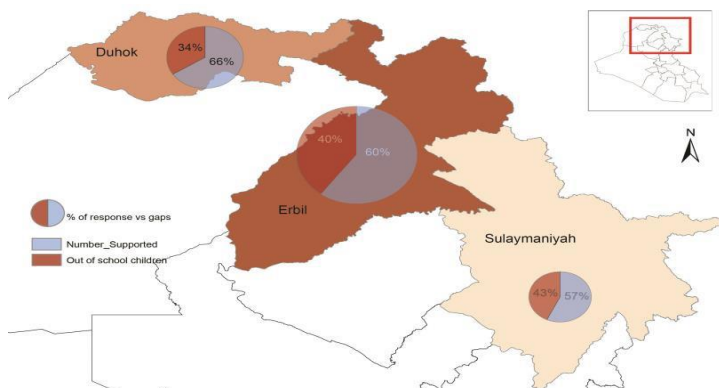 Duhok
34%
66%
40%
60%
N
Erbil
% of response vs gaps
Number_Supported
Out of school children
Sulaymaniyah
43%
57%